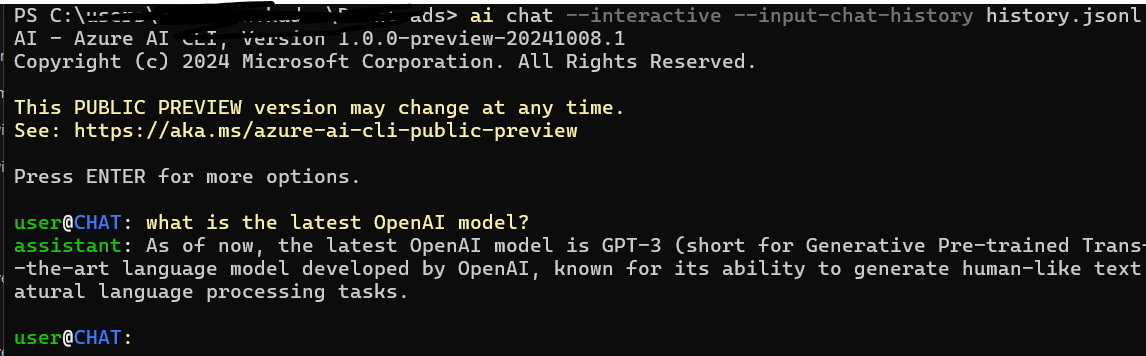 PS C:\users\ ads> ai chat --interactive --input-chat-history history.jsonl
AI - Azure AI CLI, Version 1.0.0-preview-20241008.1
Copyright (c) 2024 Microsoft Corporation. All Rights Reserved.
This PUBLIC PREVIEW version may change at any time.
See: https://aka.ms/azure-ai-cli-public-preview
Press ENTER for more options.
user@CHAT: what is the latest OpenAI model?
assistant: As of now, the latest OpenAI model is GPT-3 (short for Generative Pre-trained Trans-
-the-art language model developed by OpenAI, known for its ability to generate human-like text
atural language processing tasks.
user@CHAT: